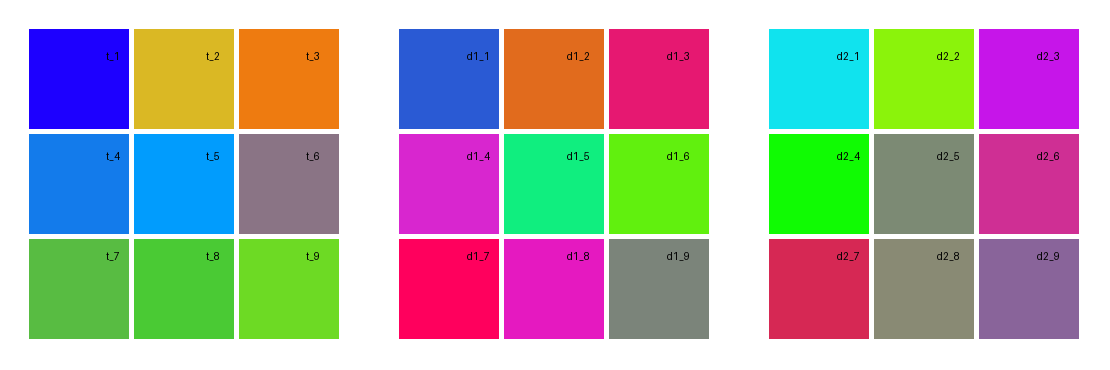 t_1 t_2 t_3 d1_1 d1_2 d1_3 d2_1 d2_2 d2_3
t_4 t_5 t_6 d1_4 d1_5 d1_6 d2_4 d2_5 d2_6
t_7 t_8 t_9 d1_7 d1_8 d1_9 d2_7 d2_8 d2_9